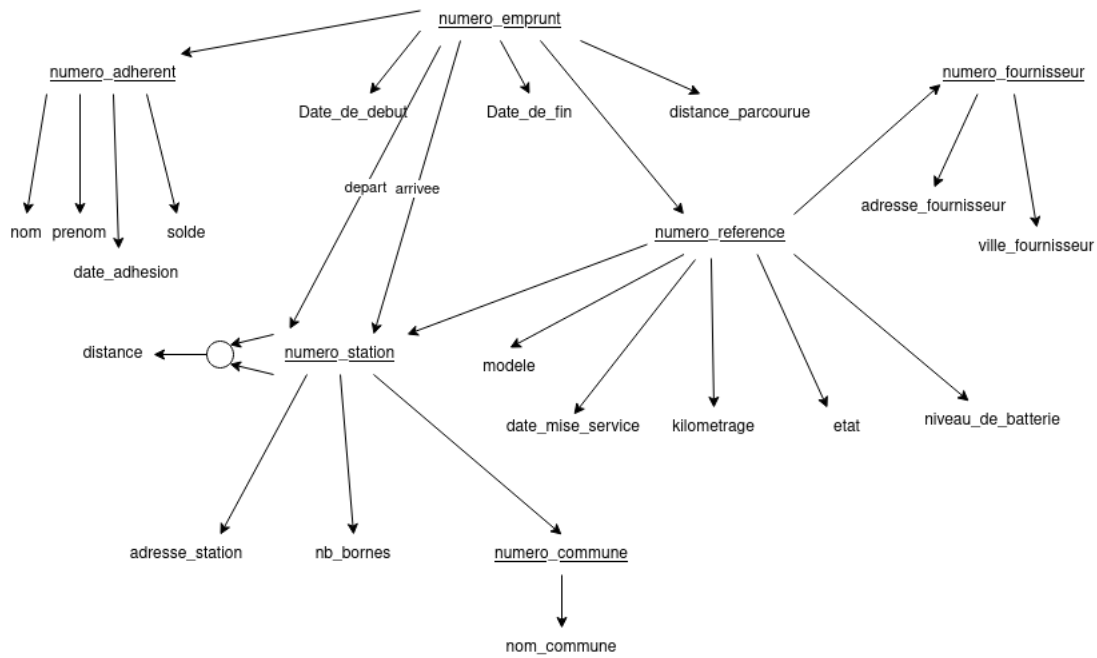 numero_emprunt
numero_adherent
numero_fournisseur
Date_de_debut
Date_de_fin
distance_parcourue
depart
arrivee
adresse_fournisseur
nom
prenom
solde
numero_reference
ville_fournisseur
date_adhesion
distance
numero_station
modele
date_mise_service
kilometrage
etat
niveau_de_batterie
adresse_station
nb_bornes
numero_commune
nom_commune